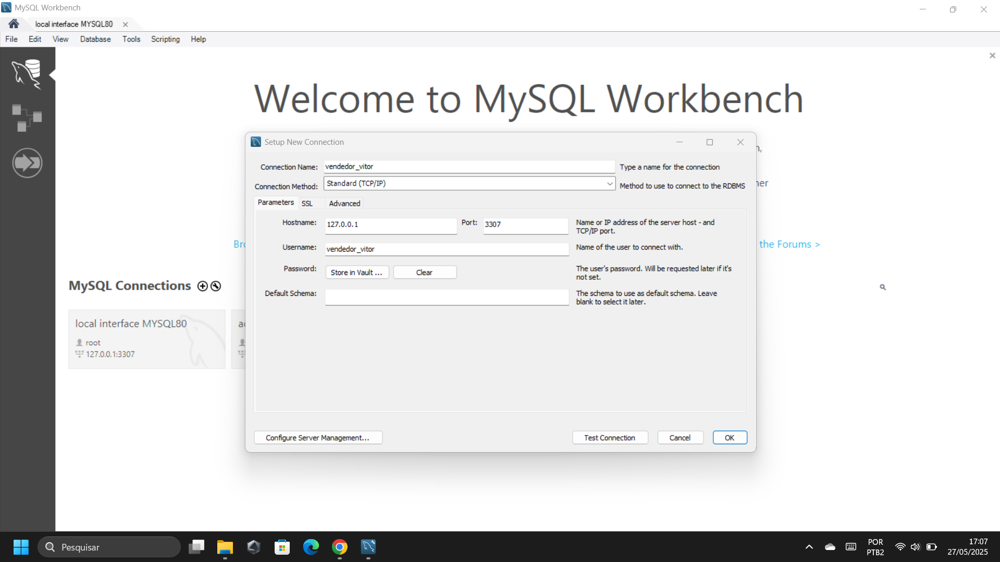 MySQL Workbench
local interface MYSQL80
File Edit View Database Tools Scripting Help
Welcome to MySQL Workbench
Setup New Connection
Connection Name: vendedor_vitor Type a name for the connection
Connection Method: Standard (TCP/IP) Method to use to connect to the RDBMS
Parameters SSL Advanced
Hostname: 127.0.0.1 Port: 3307 Name or IP address of the server host - and
TCP/IP port.
Username: vendedor_vitor Name of the user to connect with.
the Forums >
Password: Store in Vault ... Clear The user's password. Will be requested later if it's
not set.
Default Schema: The schema to use as default schema. Leave
blank to select it later.
MySQL Connections
local interface MYSQL80
root
127.0.0.1:3307
Configure Server Management... Test Connection Cancel OK
Pesquisar
POR
PTB2
17:07
27/05/2025